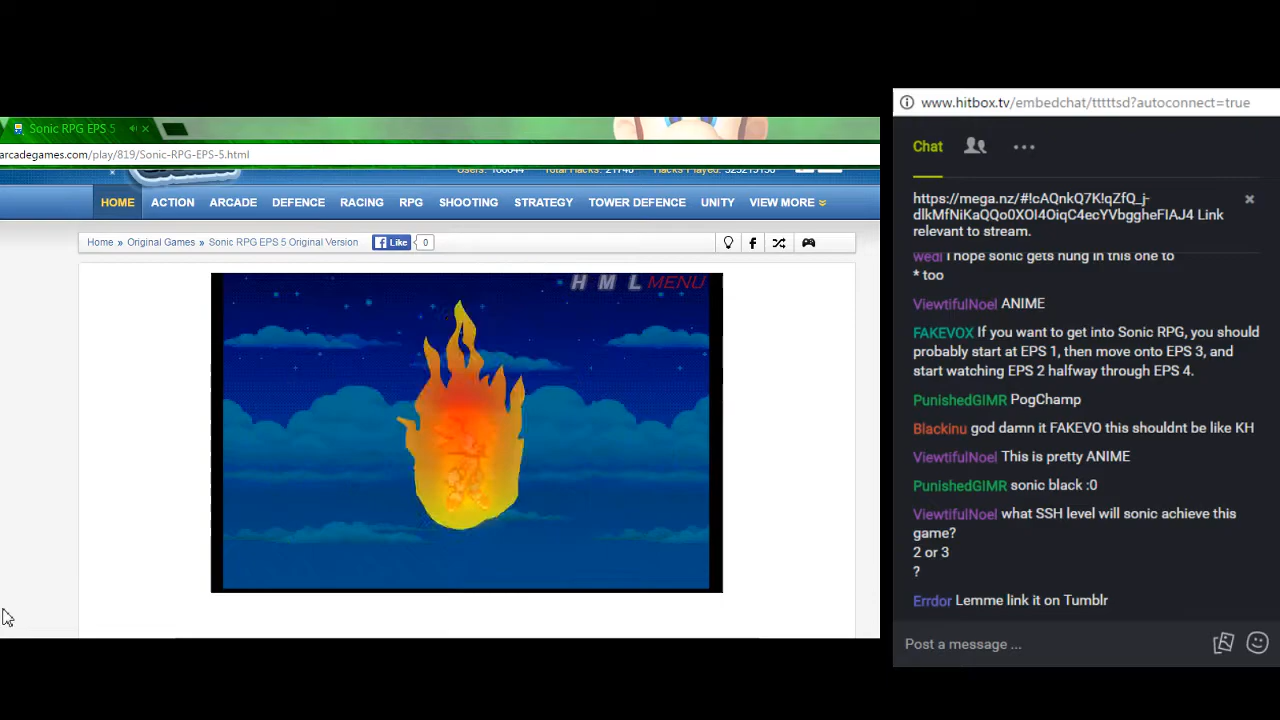 Sonic RPG EPS 5
arcadegames.com/play/819/Sonic-RPG-EPS-5.html
HOME ACTION ARCADE DEFENCE RACING RPG SHOOTING STRATEGY TOWER DEFENCE UNITY VIEW MORE
Home » Original Games » Sonic RPG EPS 5 Original Version Like 0
H M L MENU
www.hitbox.tv/embedchat/tttttsd?autoconnect=true
Chat
https://mega.nz/#!cAQnkQ7K!qZfQ_j-
dlkMfNiKaQQo0XOI4OiqC4ecYVbggheFIAJ4 Link
relevant to stream.
wedl I hope sonic gets hung in this one to
* too
ViewtifulNoel ANIME
FAKEVOX If you want to get into Sonic RPG, you should
probably start at EPS 1, then move onto EPS 3, and
start watching EPS 2 halfway through EPS 4.
PunishedGIMR PogChamp
Blackinu god damn it FAKEVO this shouldnt be like KH
ViewtifulNoel This is pretty ANIME
PunishedGIMR sonic black :0
ViewtifulNoel what SSH level will sonic achieve this
game?
2 or 3
?
Errdor Lemme link it on Tumblr
Post a message ...